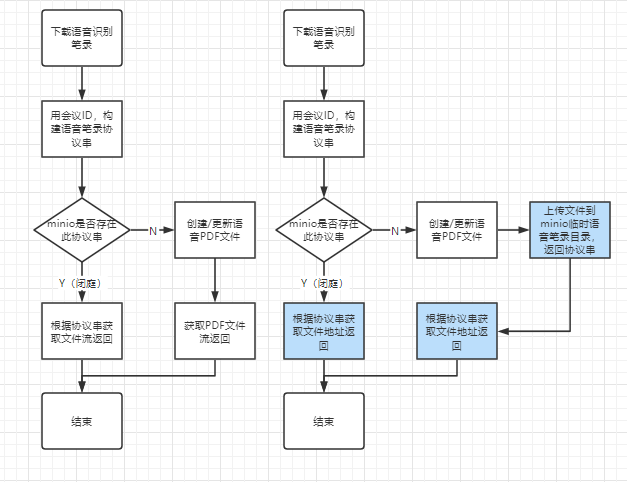 下载语音识别
笔录
用会议ID，构
建语音笔录协
议串
minio是否存在
此协议串
N
创建/更新语
音PDF文件
Y（闭庭）
根据协议串获
取文件流返回
获取PDF文件
流返回
结束
下载语音识别
笔录
用会议ID，构
建语音笔录协
议串
minio是否存在
此协议串
N
创建/更新语
音PDF文件
上传文件到
minio临时语
音笔录目录，
返回协议串
Y（闭庭）
根据协议串获
取文件地址返
回
根据协议串获
取文件地址返
回
结束